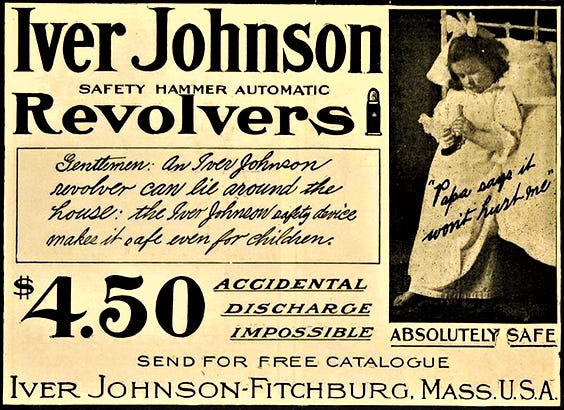 Iver Johnson
SAFETY HAMMER AUTOMATIC
Revolvers
Gentlemen: An Iver Johnson
revolver can lie around the
house: the Iver Johnson safety device
makes it safe even for children.
$4.50
ACCIDENTAL
DISCHARGE
IMPOSSIBLE
"Papa says it
won't hurt me"
ABSOLUTELY SAFE
SEND FOR FREE CATALOGUE
IVER JOHNSON-FITCHBURG, MASS. U.S.A.